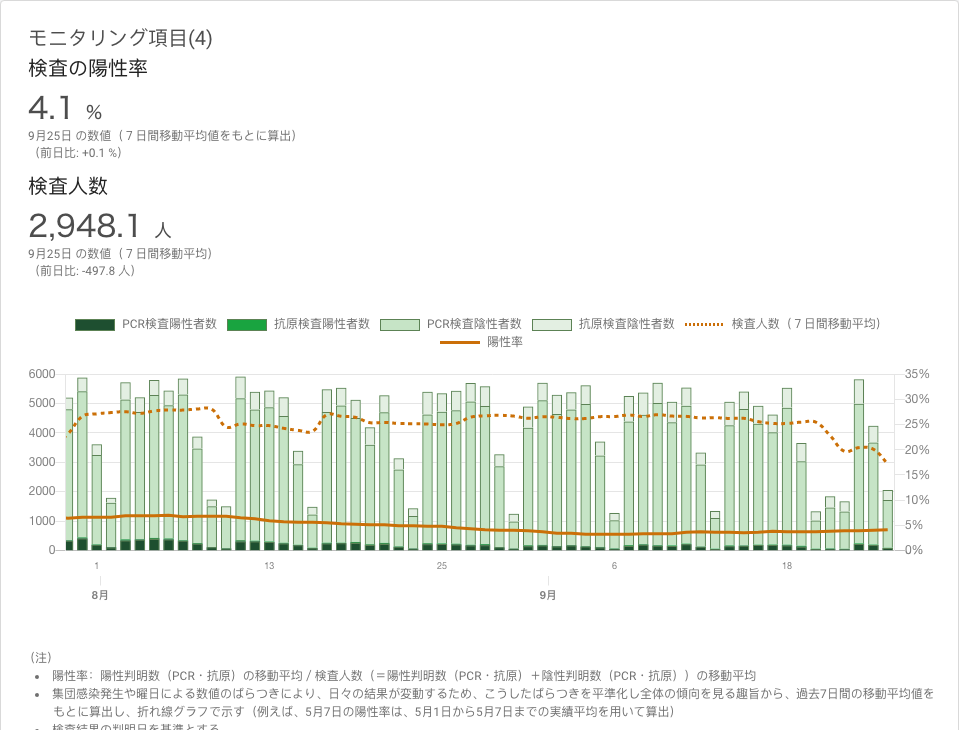 モニタリング項目(4)
検査の陽性率
4.1 %
9月25日 の数値（７日間移動平均値をもとに算出）
（前日比: +0.1 %）
検査人数
2,948.1 人
9月25日 の数値（７日間移動平均）
（前日比: -497.8 人）
PCR検査陽性者数 抗原検査陽性者数 PCR検査陰性者数 抗原検査陰性者数 検査人数（７日間移動平均）
陽性率
6000 35%
5000 30%
4000 25%
3000 20%
2000 15%
1000 10%
0 5%
0%
1 13 25 6 18
8月 9月
（注）
• 陽性率：陽性判明数（PCR・抗原）の移動平均 / 検査人数（＝陽性判明数（PCR・抗原）＋陰性判明数（PCR・抗原））の移動平均
• 集団感染発生や曜日による数値のばらつきにより、日々の結果が変動するため、こうしたばらつきを平準化し全体の傾向を見る趣旨から、過去7日間の移動平均値を
もとに算出し、折れ線グラフで示す（例えば、5月7日の陽性率は、5月1日から5月7日までの実績平均を用いて算出）
• 検査結果の判明日を基準とする